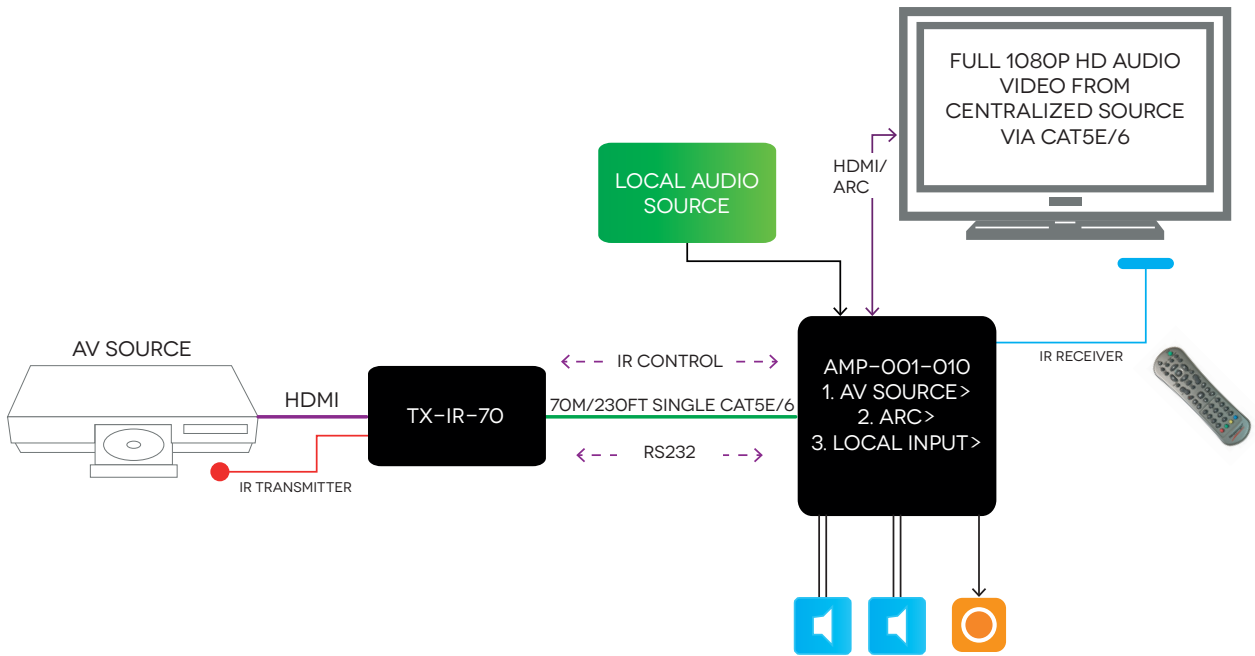 FULL 1080P HD AUDIO
VIDEO FROM
CENTRALIZED SOURCE
VIA CAT5E/6
HDMI/
ARC
LOCAL AUDIO
SOURCE
AV SOURCE
HDMI
TX-IR-70
IR TRANSMITTER
IR CONTROL
70M/230FT SINGLE CAT5E/6
RS232
AMP-001-010
1. AV SOURCE>
2. ARC>
3. LOCAL INPUT>
IR RECEIVER